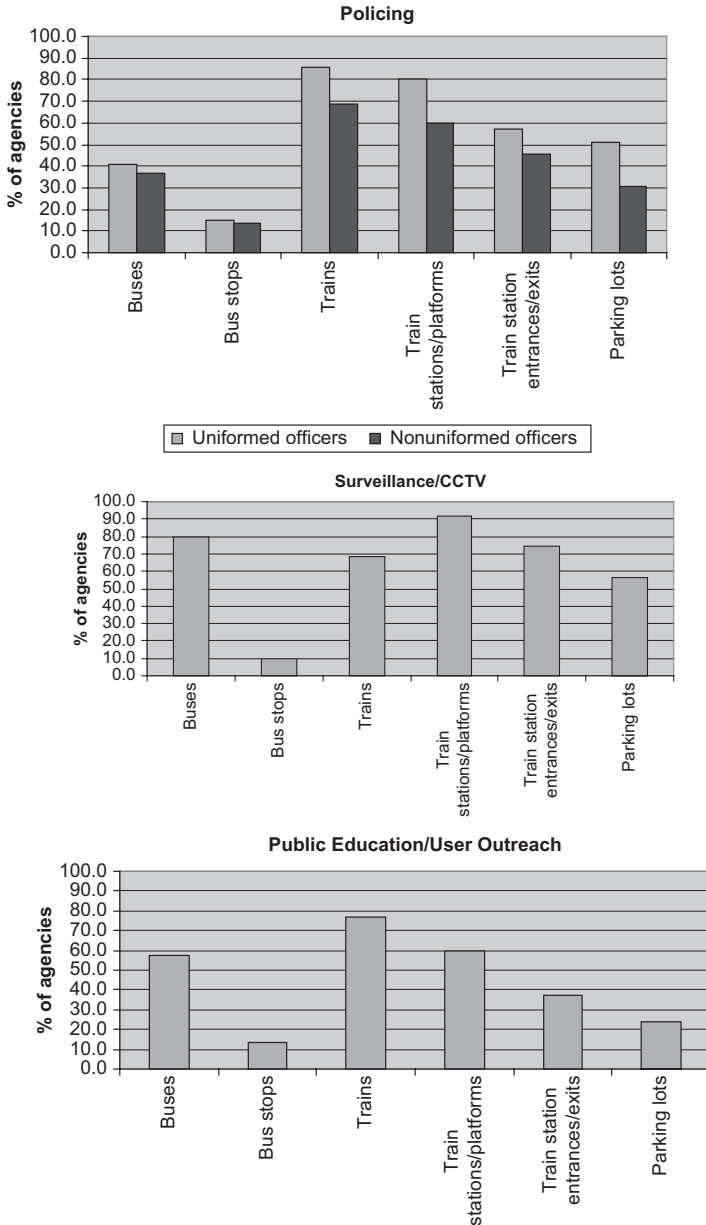 Policing
% of agencies
100.0
90.0
80.0
70.0
60.0
50.0
40.0
30.0
20.0
10.0
0.0
Buses
Bus stops
Trains
Train
stations/platforms
Train station
entrances/exits
Parking lots
Uniformed officers
Nonuniformed officers
Surveillance/CCTV
% of agencies
100.0
90.0
80.0
70.0
60.0
50.0
40.0
30.0
20.0
10.0
0.0
Buses
Bus stops
Trains
Train
stations/platforms
Train station
entrances/exits
Parking lots
Public Education/User Outreach
% of agencies
100.0
90.0
80.0
70.0
60.0
50.0
40.0
30.0
20.0
10.0
0.0
Buses
Bus stops
Trains
Train
stations/platforms
Train station
entrances/exits
Parking lots